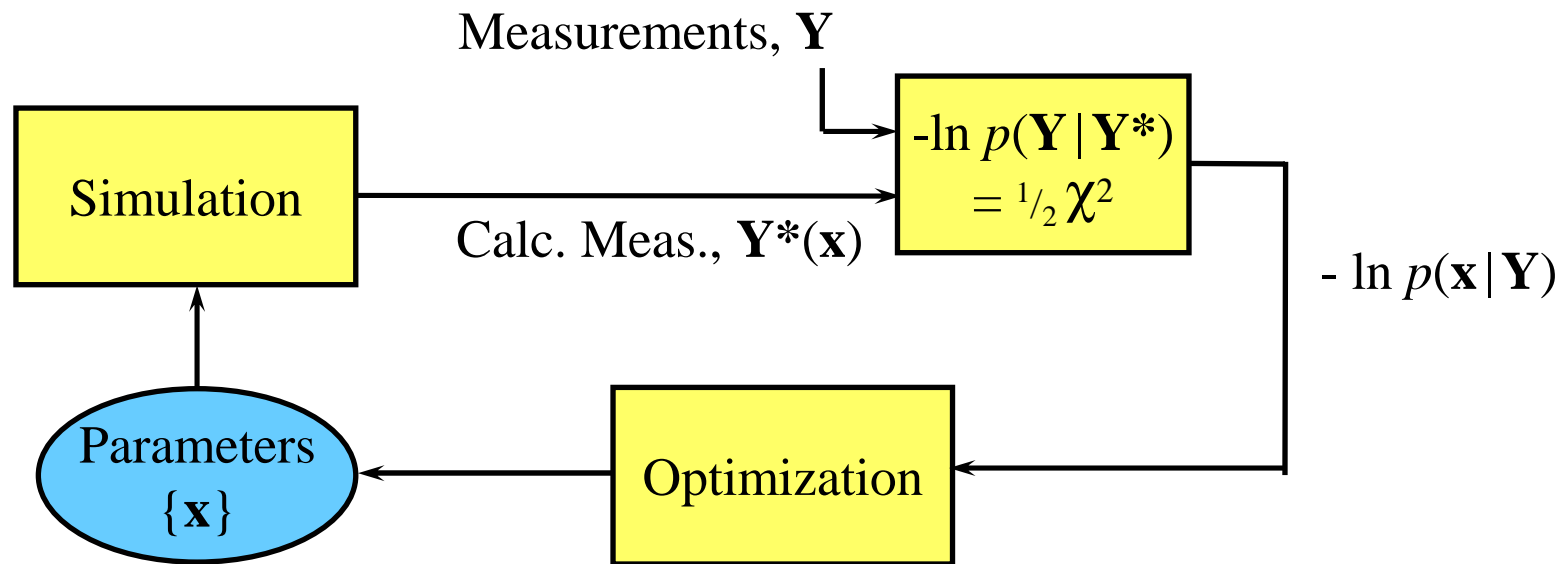 Measurements, Y
-ln p(Y|Y*)
= 1/2 χ2
Simulation
Calc. Meas., Y*(x)
- ln p(x|Y)
Parameters
{x}
Optimization